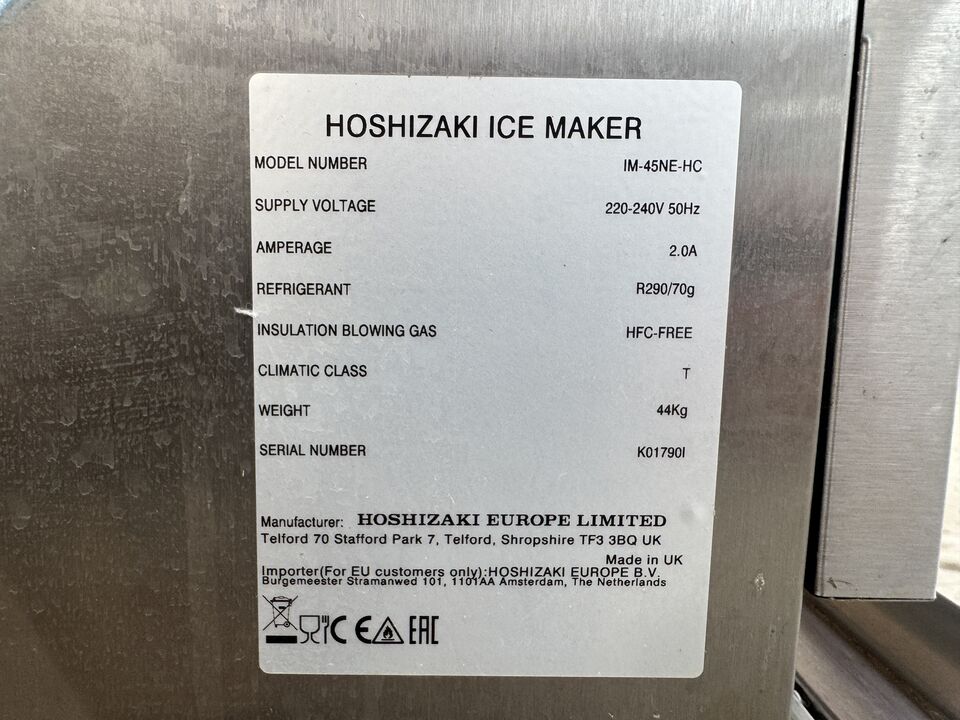 HOSHIZAKI ICE MAKER
MODEL NUMBER IM-45NE-HC
SUPPLY VOLTAGE 220-240V 50Hz
AMPERAGE 2.0A
REFRIGERANT R290/70g
INSULATION BLOWING GAS HFC-FREE
CLIMATIC CLASS T
WEIGHT 44Kg
SERIAL NUMBER K01790I
Manufacturer: HOSHIZAKI EUROPE LIMITED
Telford 70 Stafford Park 7, Telford, Shropshire TF3 3BQ UK
Made in UK
Importer(For EU customers only):HOSHIZAKI EUROPE B.V.
Burgemeester Stramanwed 101, 1101AA Amsterdam, The Netherlands
CE EAC